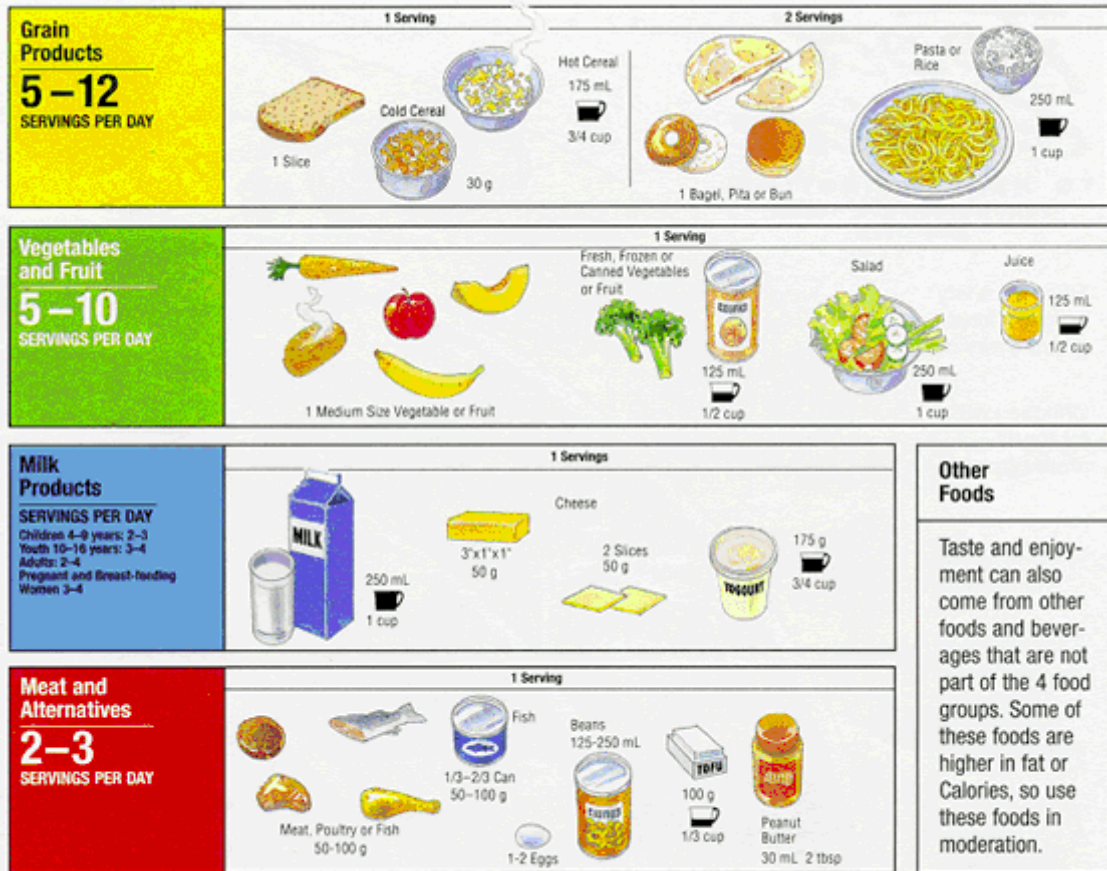 Grain
Products
5–12
SERVINGS PER DAY
1 Serving
1 Slice
Cold Cereal
30 g
Hot Cereal
175 mL
3/4 cup
2 Servings
1 Bagel, Pita or Bun
Pasta or
Rice
250 mL
1 cup
Vegetables
and Fruit
5–10
SERVINGS PER DAY
1 Serving
1 Medium Size Vegetable or Fruit
Fresh, Frozen or
Canned Vegetables
or Fruit
125 mL
1/2 cup
Salad
250 mL
1 cup
Juice
125 mL
1/2 cup
Milk
Products
SERVINGS PER DAY
Children 4–9 years: 2–3
Youth 10–16 years: 3–4
Adults: 2–4
Pregnant and Breast-feeding
Women 3–4
1 Servings
MILK
250 mL
1 cup
Cheese
3"x1"x1"
50 g
2 Slices
50 g
YOGOURT
175 g
3/4 cup
Meat and
Alternatives
2–3
SERVINGS PER DAY
1 Serving
Meat, Poultry or Fish
50-100 g
Fish
1/3–2/3 Can
50–100 g
1-2 Eggs
Beans
125-250 mL
TOFU
100 g
1/3 cup
Peanut
Butter
30 mL 2 tbsp
Other
Foods
Taste and enjoy-
ment can also
come from other
foods and bever-
ages that are not
part of the 4 food
groups. Some of
these foods are
higher in fat or
Calories, so use
these foods in
moderation.